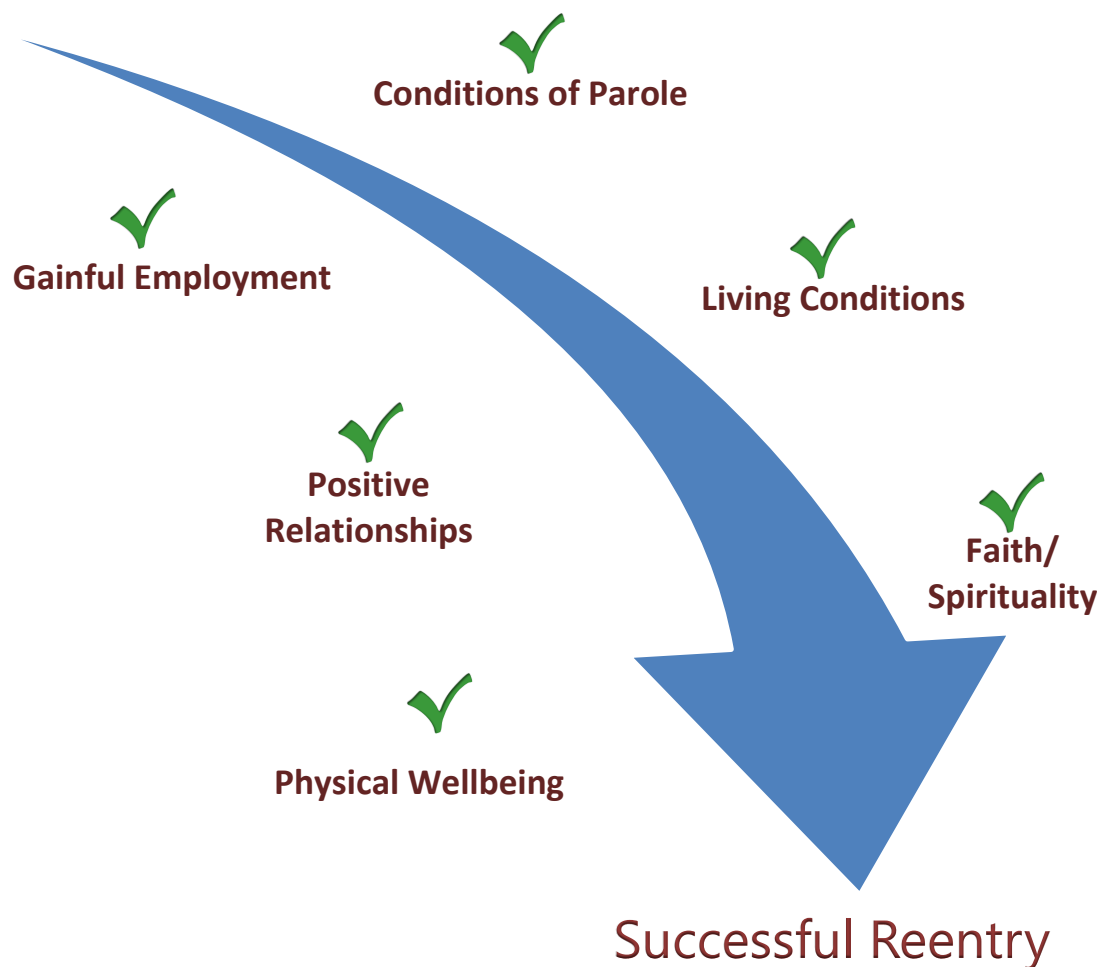 Conditions of Parole
Gainful Employment
Living Conditions
Positive
Relationships
Faith/
Spirituality
Physical Wellbeing
Successful Reentry